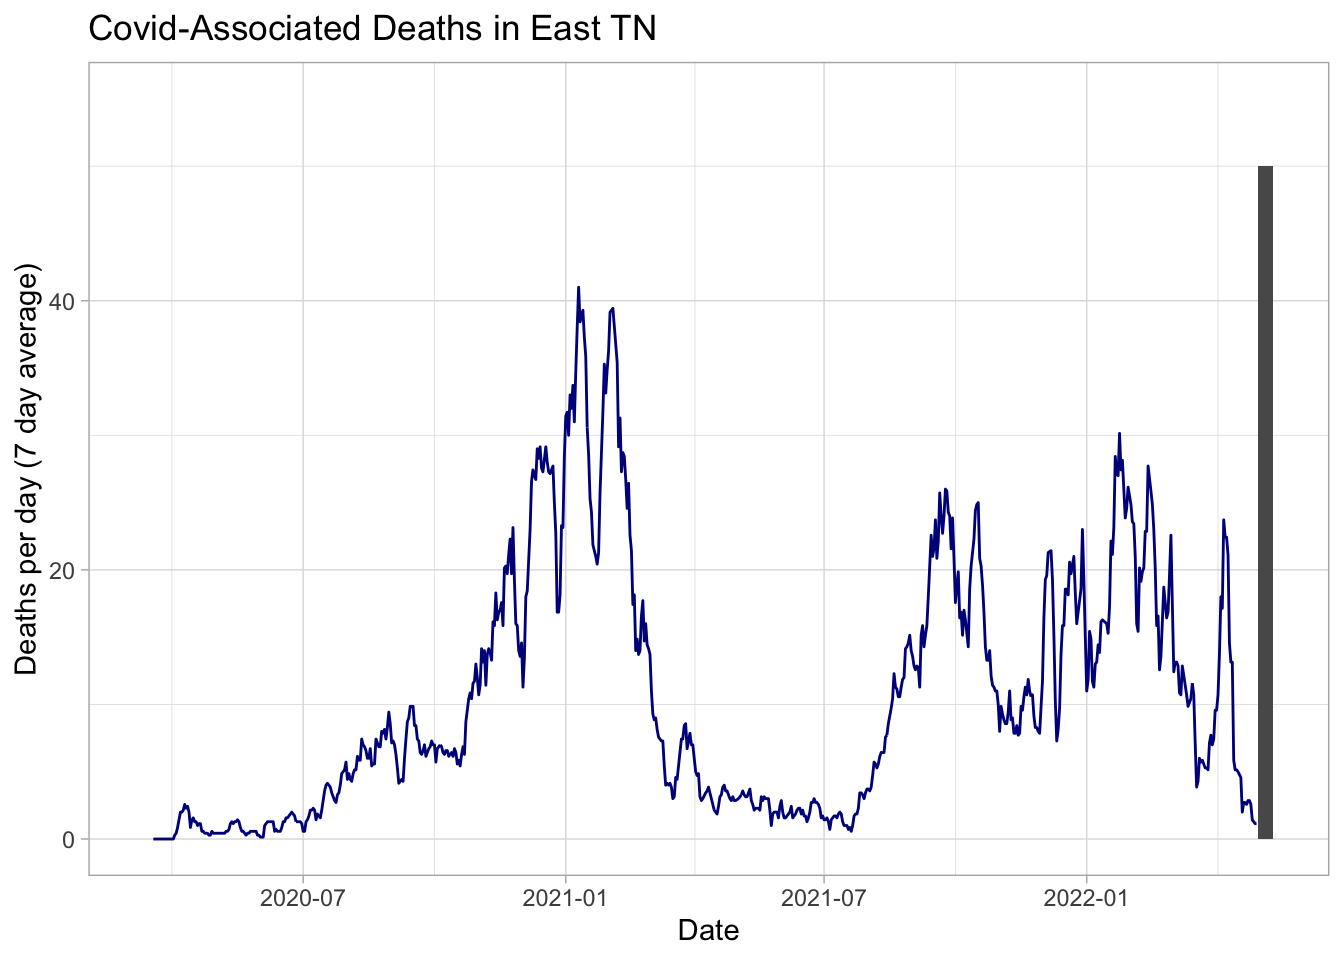 Covid-Associated Deaths in East TN
Deaths per day (7 day average)
40
20
0
2020-07
2021-01
2021-07
2022-01
Date